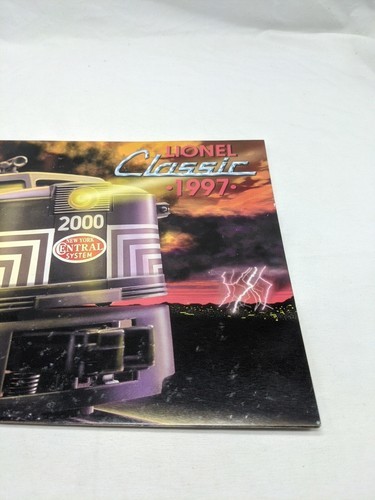 LIONEL
Classic
·1997·
2000
NEW YORK
CENTRAL
SYSTEM